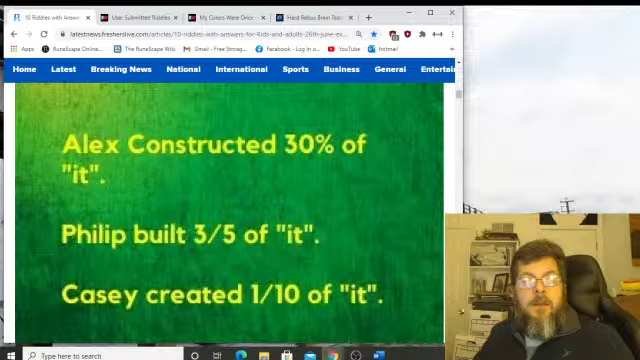 10 Riddles with Answe
User Submitted Riddles
My Colors Were Once
Hard Rebus Brain Teas
latestnews.fresherslive.com/articles/10-riddles-with-answers-for-kids-and-adults-26th-june-ex...
Apps
RuneScape Online
The RuneScape Wiki
Gmail - Free Storag...
Facebook - Log In o...
YouTube
hotmail
Home Latest Breaking News National International Sports Business General Entertain
Alex Constructed 30% of
"it".
Philip built 3/5 of "it".
Casey created 1/10 of "it".
Type here to search